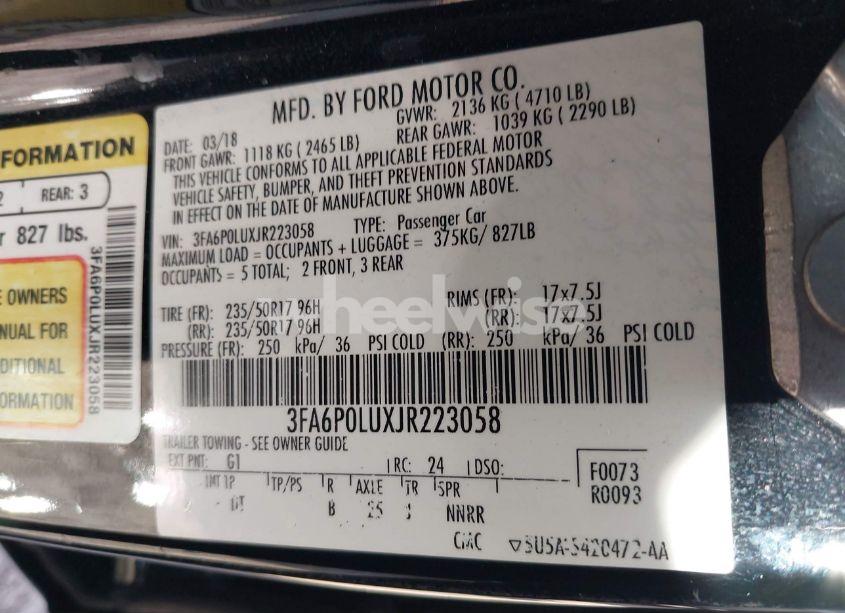 FORMATION
2 REAR: 3
827 lbs.
OWNERS
NUAL FOR
DITIONAL
ORMATION
3FA6P0LUXJR223058
MFD. BY FORD MOTOR CO.
DATE: 03/18 GVWR: 2136 KG ( 4710 LB)
FRONT GAWR: 1118 KG ( 2465 LB) REAR GAWR: 1039 KG ( 2290 LB)
THIS VEHICLE CONFORMS TO ALL APPLICABLE FEDERAL MOTOR
VEHICLE SAFETY, BUMPER, AND THEFT PREVENTION STANDARDS
IN EFFECT ON THE DATE OF MANUFACTURE SHOWN ABOVE.
VIN: 3FA6P0LUXJR223058 TYPE: Passenger Car
MAXIMUM LOAD = OCCUPANTS + LUGGAGE = 375KG/ 827LB
OCCUPANTS = 5 TOTAL; 2 FRONT, 3 REAR
TIRE (FR): 235/50R17 96H RIMS (FR): 17x7.5J
(RR): 235/50R17 96H (RR): 17x7.5J
PRESSURE (FR): 250 kPa/ 36 PSI COLD (RR): 250 kPa/ 36 PSI COLD
heelwise
3FA6P0LUXJR223058
TRAILER TOWING - SEE OWNER GUIDE
EXT PNT: G1 RC: 24 DSO: F0073
R0093
INT TR TP/PS R AXLE TR SPR
B NNRR
CMC